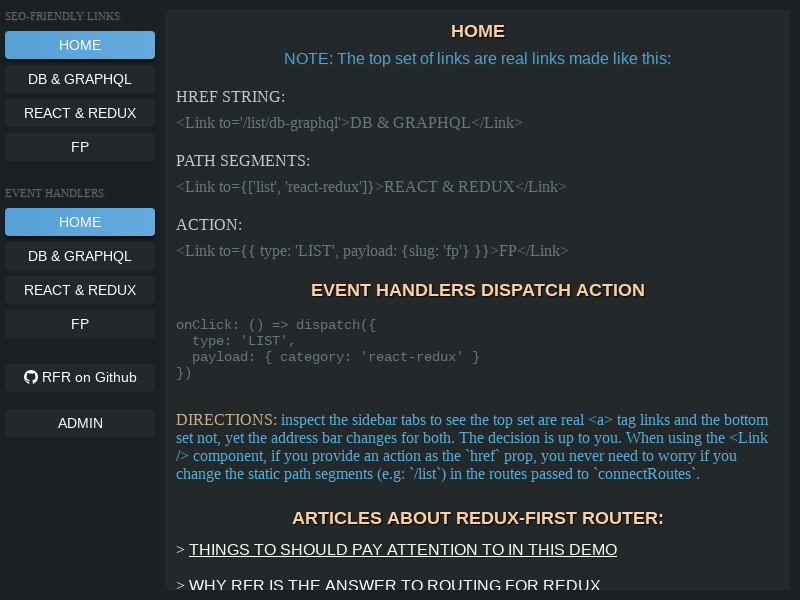 SEO-FRIENDLY LINKS
HOME
DB & GRAPHQL
REACT & REDUX
FP
EVENT HANDLERS
HOME
DB & GRAPHQL
REACT & REDUX
FP
RFR on Github
ADMIN
HOME
NOTE: The top set of links are real links made like this:
HREF STRING:
<Link to='/list/db-graphql'>DB & GRAPHQL</Link>
PATH SEGMENTS:
<Link to={['list', 'react-redux']}>REACT & REDUX</Link>
ACTION:
<Link to={{ type: 'LIST', payload: {slug: 'fp'} }}>FP</Link>
EVENT HANDLERS DISPATCH ACTION
onClick: () => dispatch({
  type: 'LIST',
  payload: { category: 'react-redux' }
})
DIRECTIONS: inspect the sidebar tabs to see the top set are real <a> tag links and the bottom
set not, yet the address bar changes for both. The decision is up to you. When using the <Link
/> component, if you provide an action as the `href` prop, you never need to worry if you
change the static path segments (e.g: `/list`) in the routes passed to `connectRoutes`.
ARTICLES ABOUT REDUX-FIRST ROUTER:
> THINGS TO SHOULD PAY ATTENTION TO IN THIS DEMO
> WHY RFR IS THE ANSWER TO ROUTING FOR REDUX